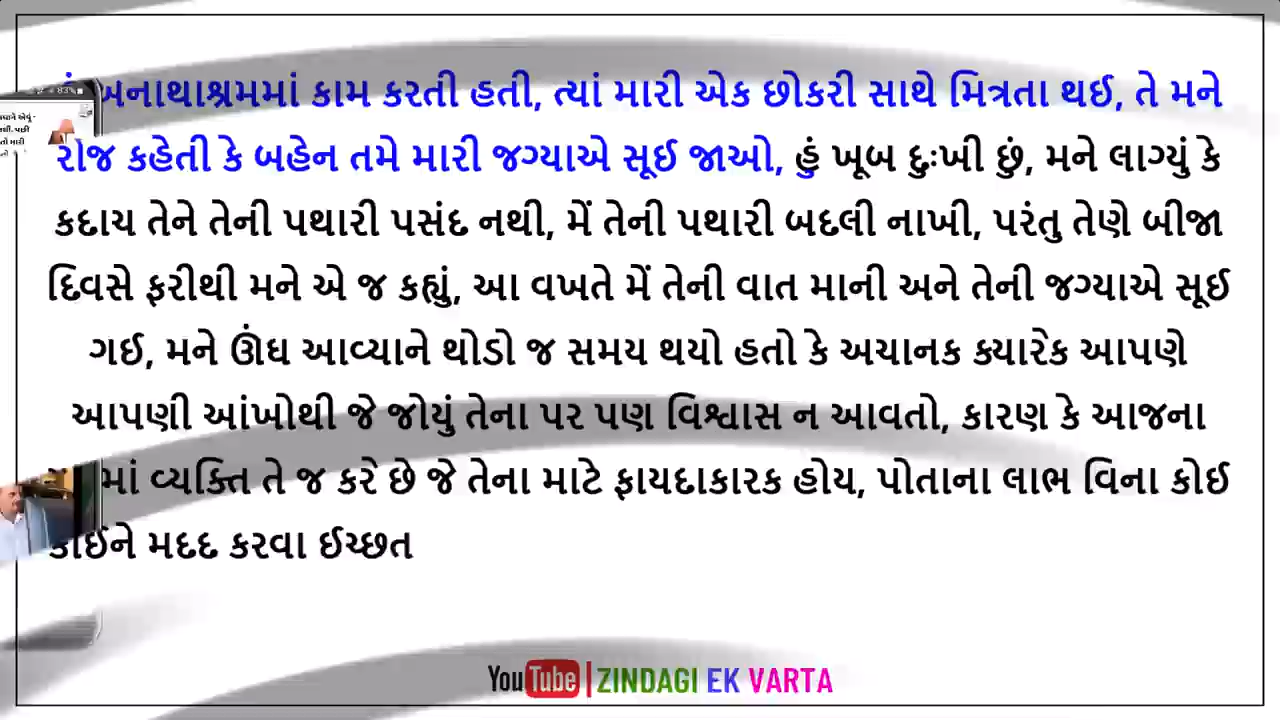 અનાથાશ્રમમાં કામ કરતી હતી, ત્યાં મારી એક છોકરી સાથે મિત્રતા થઈ, તે મને
રોજ કહેતી કે બહેન તમે મારી જગ્યાએ સૂઈ જાઓ, હું ખૂબ દુઃખી છું, મને લાગ્યું કે
કદાચ તેને તેની પથારી પસંદ નથી, મેં તેની પથારી બદલી નાખી, પરંતુ તેણે બીજા
દિવસે ફરીથી મને એ જ કહ્યું, આ વખતે મેં તેની વાત માની અને તેની જગ્યાએ સૂઈ
ગઈ, મને ઊંઘ આવ્યાને થોડો જ સમય થયો હતો કે અચાનક ક્યારેક આપણે
આપણી આંખોથી જે જોયું તેના પર પણ વિશ્વાસ ન આવતો, કારણ કે આજના
માં વ્યક્તિ તે જ કરે છે જે તેના માટે ફાયદાકારક હોય, પોતાના લાભ વિના કોઈ
કોઈને મદદ કરવા ઈચ્છત
YouTube | ZINDAGI EK VARTA